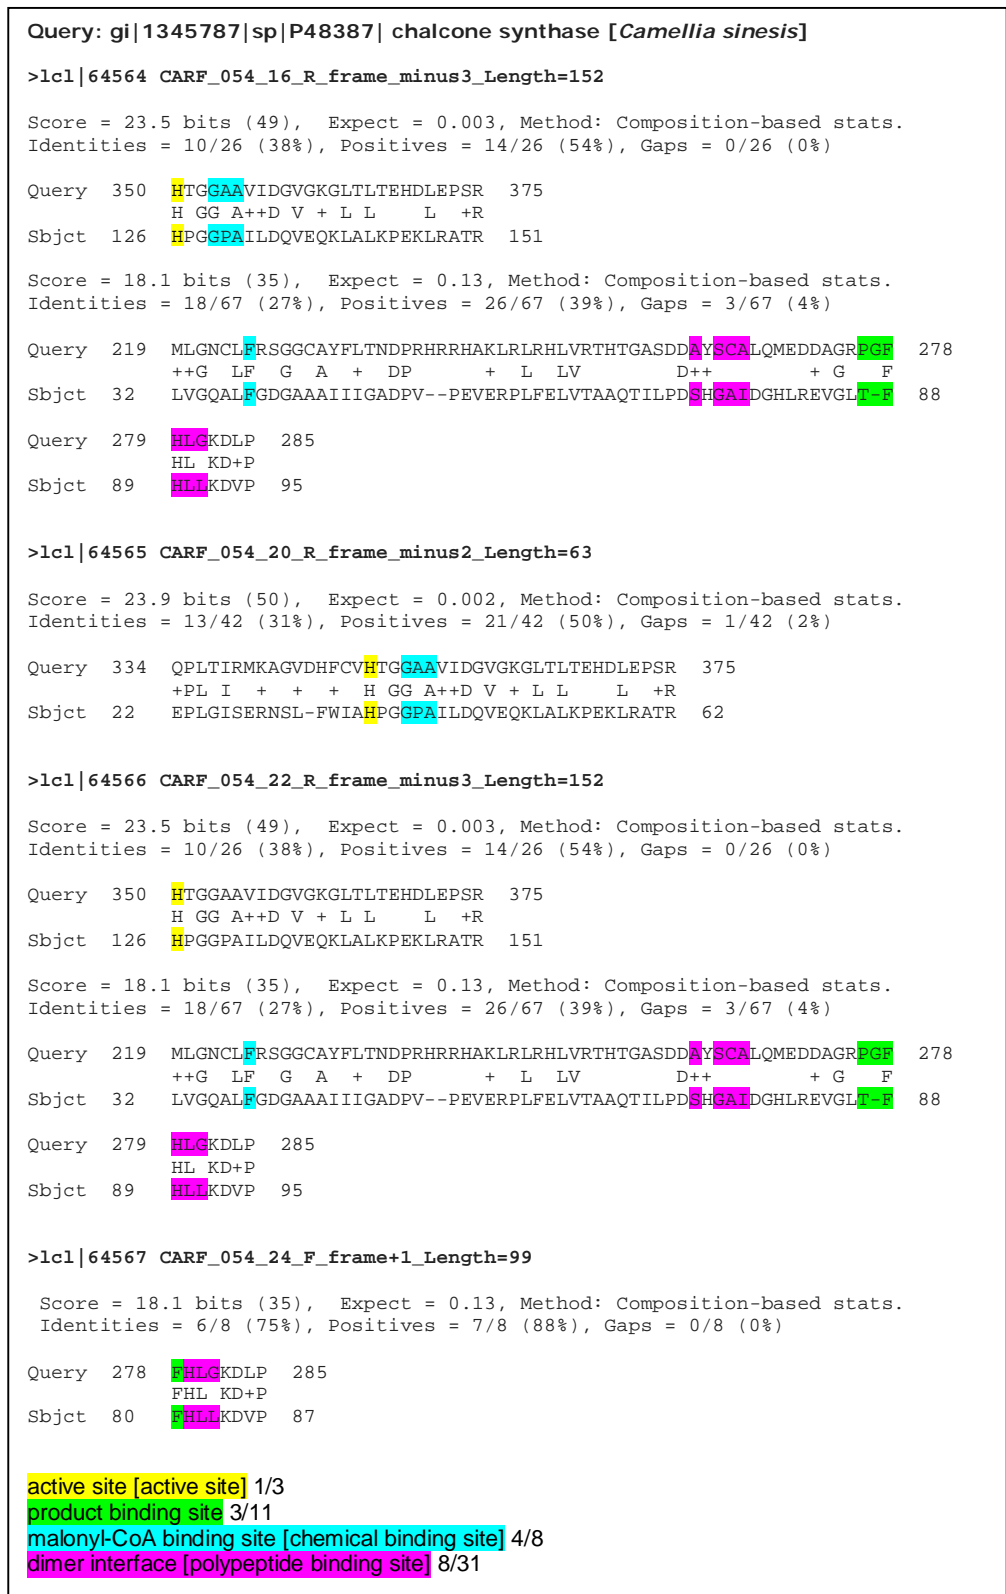 Query: gi|1345787|sp|P48387| chalcone synthase [Camellia sinesis]
>lcl|64564 CARF_054_16_R_frame_minus3_Length=152
Score = 23.5 bits (49),  Expect = 0.003, Method: Composition-based stats.
Identities = 10/26 (38%), Positives = 14/26 (54%), Gaps = 0/26 (0%)
Query  350  HTGGAAVIDGVGKGLTLTEHDLEPSR  375
            H GG A++D V + L L    L  +R
Sbjct  126  HPGGPAILDQVEQKLALKPEKLRATR  151
Score = 18.1 bits (35),  Expect = 0.13, Method: Composition-based stats.
Identities = 18/67 (27%), Positives = 26/67 (39%), Gaps = 3/67 (4%)
Query  219  MLGNCLFRSGGCAYFLTNDPRHRRHAKLRLRHLVRTHTGASDDAYSCALQMEDDAGRPGF  278
            ++G  LF  G  A  +  DP      +  L  LV        D++        + G   F
Sbjct  32   LVGQALFGDGAAAIIIGADPV--PEVERPLFELVTAAQTILPDSHGAIDGHLREVGLT-F  88
Query  279  HLGKDLP  285
            HL KD+P
Sbjct  89   HLLKDVP  95
>lcl|64565 CARF_054_20_R_frame_minus2_Length=63
Score = 23.9 bits (50),  Expect = 0.002, Method: Composition-based stats.
Identities = 13/42 (31%), Positives = 21/42 (50%), Gaps = 1/42 (2%)
Query  334  QPLTIRMKAGVDHFCVHTGGAAVIDGVGKGLTLTEHDLEPSR  375
            +PL I  +  +  +  H GG A++D V + L L    L  +R
Sbjct  22   EPLGISERNSL-FWIAHPGGPAILDQVEQKLALKPEKLRATR  62
>lcl|64566 CARF_054_22_R_frame_minus3_Length=152
Score = 23.5 bits (49),  Expect = 0.003, Method: Composition-based stats.
Identities = 10/26 (38%), Positives = 14/26 (54%), Gaps = 0/26 (0%)
Query  350  HTGGAAVIDGVGKGLTLTEHDLEPSR  375
            H GG A++D V + L L    L  +R
Sbjct  126  HPGGPAILDQVEQKLALKPEKLRATR  151
Score = 18.1 bits (35),  Expect = 0.13, Method: Composition-based stats.
Identities = 18/67 (27%), Positives = 26/67 (39%), Gaps = 3/67 (4%)
Query  219  MLGNCLFRSGGCAYFLTNDPRHRRHAKLRLRHLVRTHTGASDDAYSCALQMEDDAGRPGF  278
            ++G  LF  G  A  +  DP      +  L  LV        D++        + G   F
Sbjct  32   LVGQALFGDGAAAIIIGADPV--PEVERPLFELVTAAQTILPDSHGAIDGHLREVGLT-F  88
Query  279  HLGKDLP  285
            HL KD+P
Sbjct  89   HLLKDVP  95
>lcl|64567 CARF_054_24_F_frame+1_Length=99
Score = 18.1 bits (35),  Expect = 0.13, Method: Composition-based stats.
Identities = 6/8 (75%), Positives = 7/8 (88%), Gaps = 0/8 (0%)
Query  278  FHLGKDLP  285
            FHL KD+P
Sbjct  80   FHLLKDVP  87
active site [active site] 1/3
product binding site 3/11
malonyl-CoA binding site [chemical binding site] 4/8
dimer interface [polypeptide binding site] 8/31